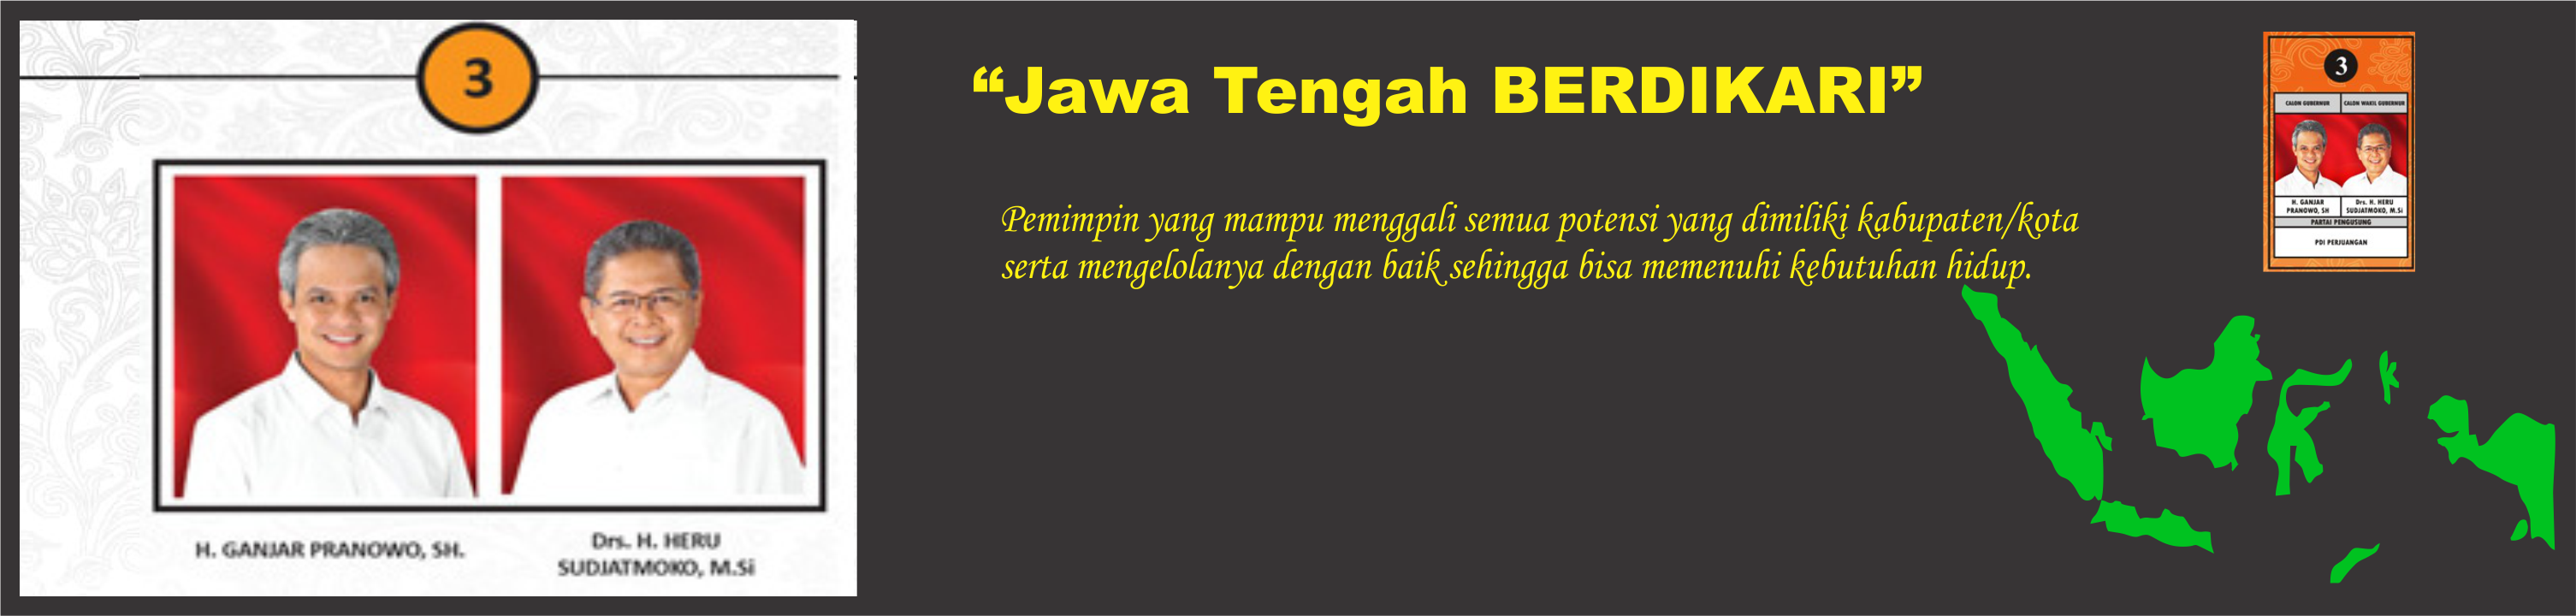 3
H. GANJAR PRANOWO, SH.
Drs. H. HERU
SUDJATMOKO, M.Si
“Jawa Tengah BERDIKARI”
Pemimpin yang mampu menggali semua potensi yang dimiliki kabupaten/kota
serta mengelolanya dengan baik sehingga bisa memenuhi kebutuhan hidup.
3
CALON GUBERNUR
CALON WAKIL GUBERNUR
H. GANJAR
PRANOWO, SH
Drs. H. HERU
SUDJATMOKO, M.Si
PARTAI PENGUSUNG
PDI PERJUANGAN